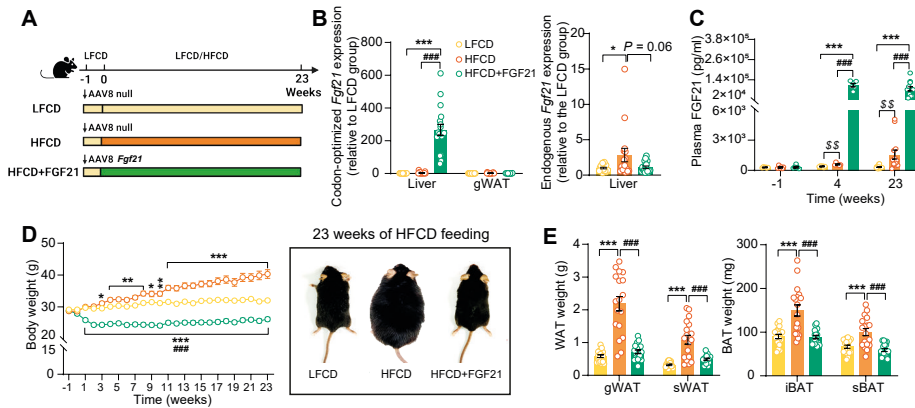 A
LFCD LFCD/HFCD
-1 0 23
Weeks
↓AAV8 null
LFCD
↓AAV8 null
HFCD
↓AAV8 Fgf21
HFCD+FGF21
B
Codon-optimized Fgf21 expression
(relative to LFCD group)
800
600
400
200
0
***
###
LFCD
HFCD
HFCD+FGF21
Liver gWAT
Endogenous Fgf21 expression
(relative to the LFCD group)
20
15
10
5
0
* P = 0.06
Liver
C
Plasma FGF21 (pg/ml)
3.8×10⁵
2.6×10⁵
1.4×10⁵
2×10⁴
6×10³
3×10³
0
*** ***
### ###
$$ $$
-1 4 23
Time (weeks)
D
Body weight (g)
50
40
30
20
15
0
* ** * ** ***
***
###
-1 1 3 5 7 9 11 13 15 17 19 21 23
Time (weeks)
23 weeks of HFCD feeding
LFCD HFCD HFCD+FGF21
E
WAT weight (g)
4
3
2
1
0
*** ###
*** ###
gWAT sWAT
BAT weight (mg)
300
200
100
0
*** ###
*** ###
iBAT sBAT